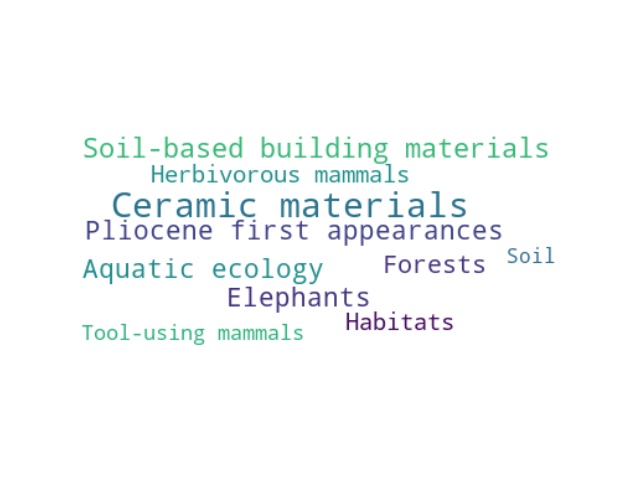 Soil-based building materials
Herbivorous mammals
Ceramic materials
Pliocene first appearances
Soil
Aquatic ecology
Forests
Elephants
Habitats
Tool-using mammals